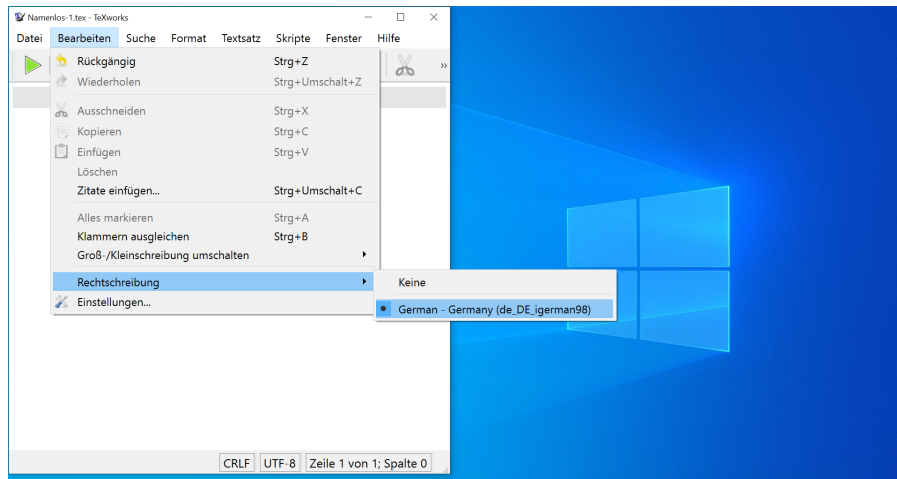 Namenlos-1.tex - TeXworks
Datei Bearbeiten Suche Format Textsatz Skripte Fenster Hilfe
Rückgängig Strg+Z
Wiederholen Strg+Umschalt+Z
Ausschneiden Strg+X
Kopieren Strg+C
Einfügen Strg+V
Löschen
Zitate einfügen... Strg+Umschalt+C
Alles markieren Strg+A
Klammern ausgleichen Strg+B
Groß-/Kleinschreibung umschalten
Rechtschreibung
Keine
Einstellungen...
German - Germany (de_DE_igerman98)
CRLF UTF-8 Zeile 1 von 1; Spalte 0